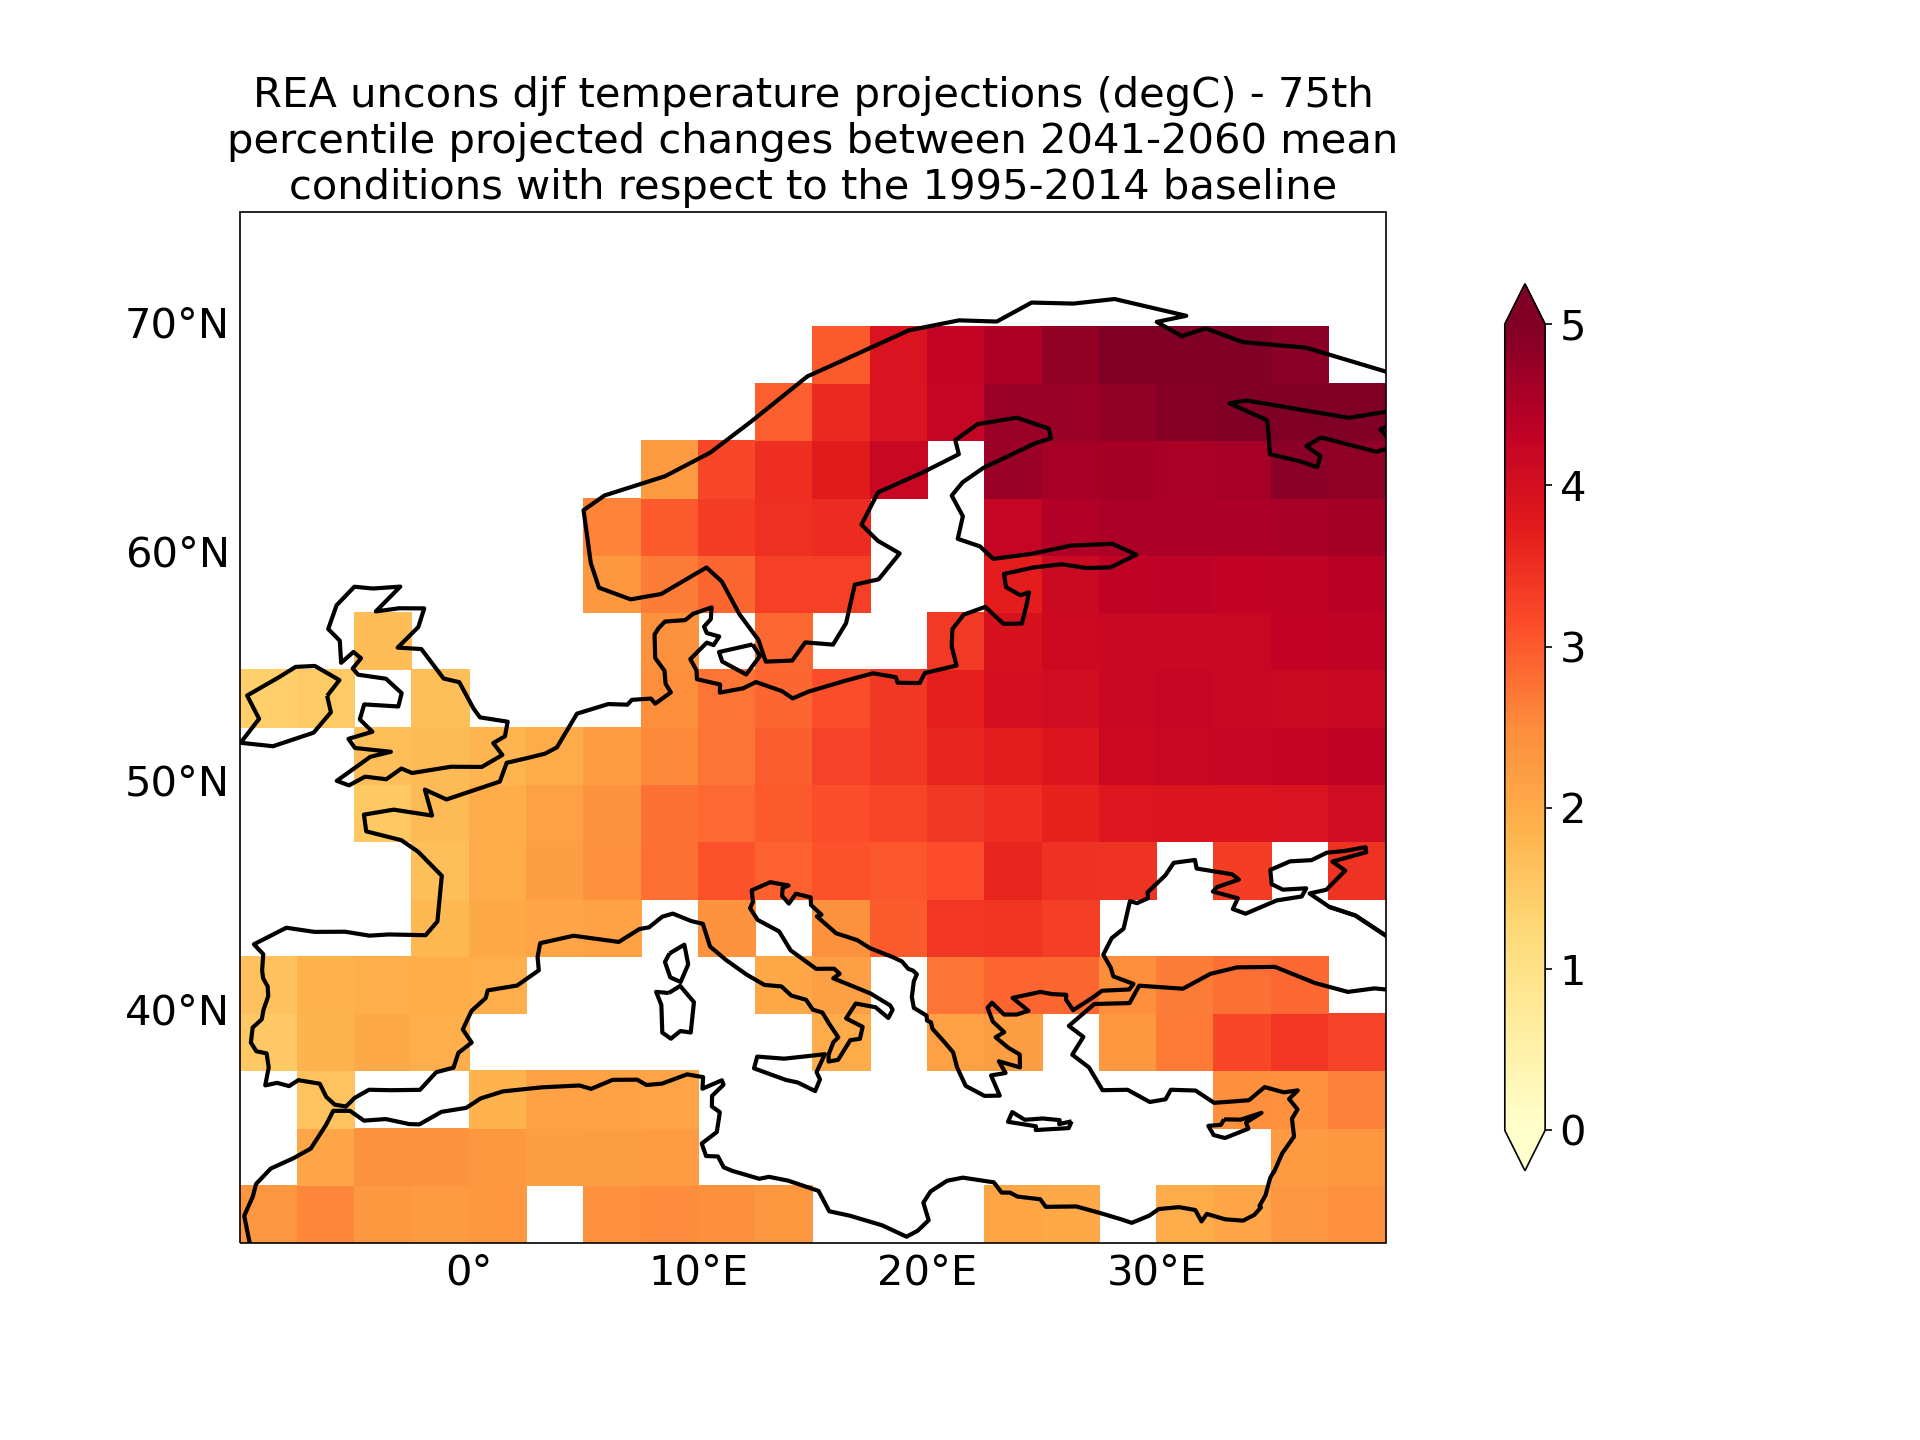 REA uncons djf temperature projections (degC) - 75th
percentile projected changes between 2041-2060 mean
conditions with respect to the 1995-2014 baseline
70°N
60°N
50°N
40°N
0°
10°E
20°E
30°E
5
4
3
2
1
0